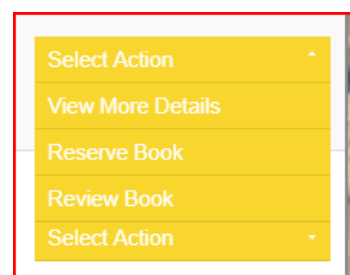 Select Action
View More Details
Reserve Book
Review Book
Select Action